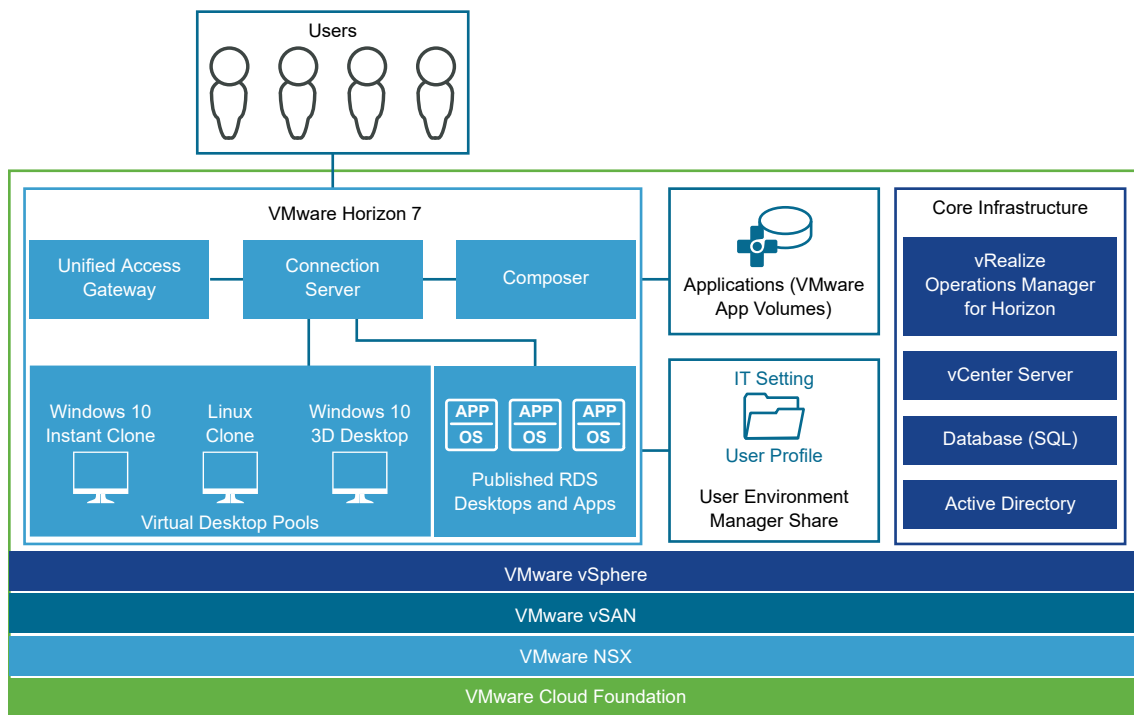 Users
VMware Horizon 7
Unified Access
Gateway
Connection
Server
Composer
Windows 10
Instant Clone
Linux
Clone
Windows 10
3D Desktop
Virtual Desktop Pools
APP
OS
APP
OS
APP
OS
Published RDS
Desktops and Apps
Applications (VMware
App Volumes)
IT Setting
User Profile
User Environment
Manager Share
Core Infrastructure
vRealize
Operations Manager
for Horizon
vCenter Server
Database (SQL)
Active Directory
VMware vSphere
VMware vSAN
VMware NSX
VMware Cloud Foundation